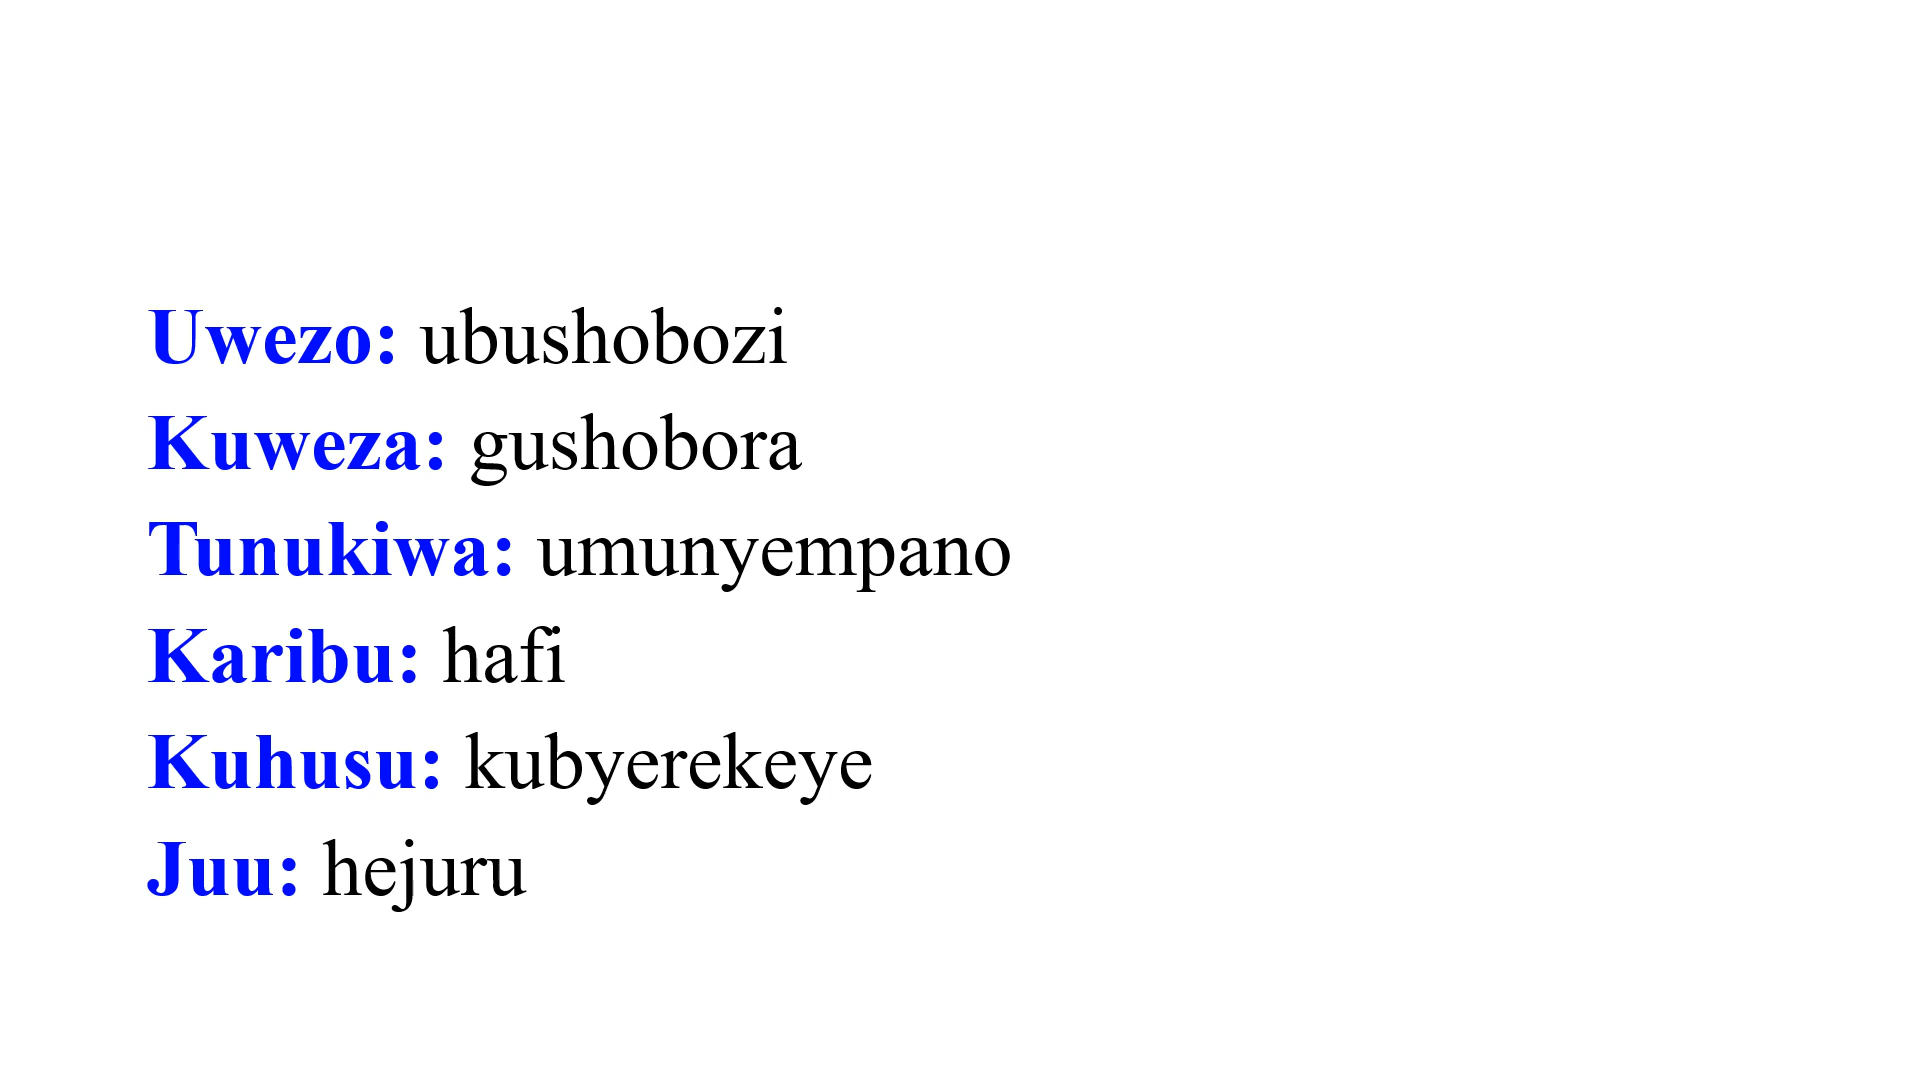 Uwezo: ubushobozi
Kuweza: gushobora
Tunukiwa: umunyempano
Karibu: hafi
Kuhusu: kubyerekeye
Juu: hejuru